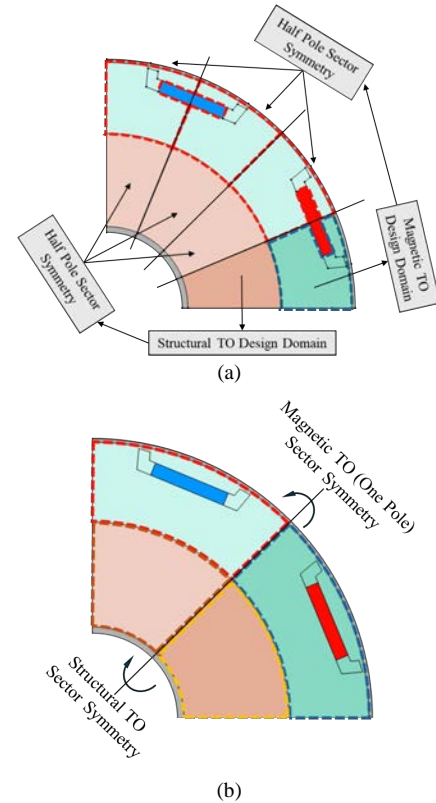 Half Pole Sector
Symmetry
Half Pole Sector
Symmetry
Magnetic TO
Design Domain
Structural TO Design Domain
(a)
Magnetic TO (One Pole)
Sector Symmetry
Structural TO
Sector Symmetry
(b)